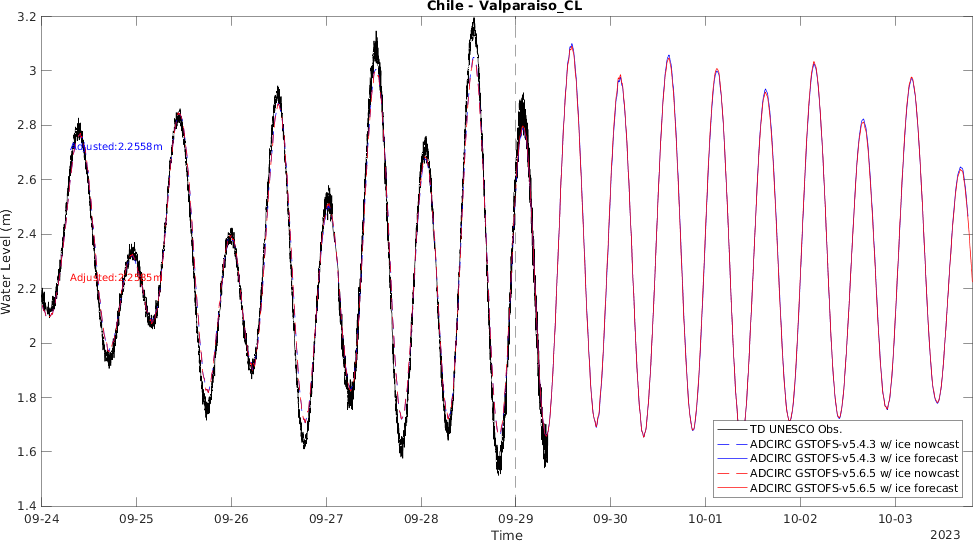 Chile - Valparaiso_CL
3.2
3
2.8
2.6
2.4
2.2
2
1.8
1.6
1.4
Water Level (m)
Adjusted:2.2558m
Adjusted:2.2585m
TD UNESCO Obs.
ADCIRC GSTOFS-v5.4.3 w/ ice nowcast
ADCIRC GSTOFS-v5.4.3 w/ ice forecast
ADCIRC GSTOFS-v5.6.5 w/ ice nowcast
ADCIRC GSTOFS-v5.6.5 w/ ice forecast
09-24 09-25 09-26 09-27 09-28 09-29 09-30 10-01 10-02 10-03
Time
2023